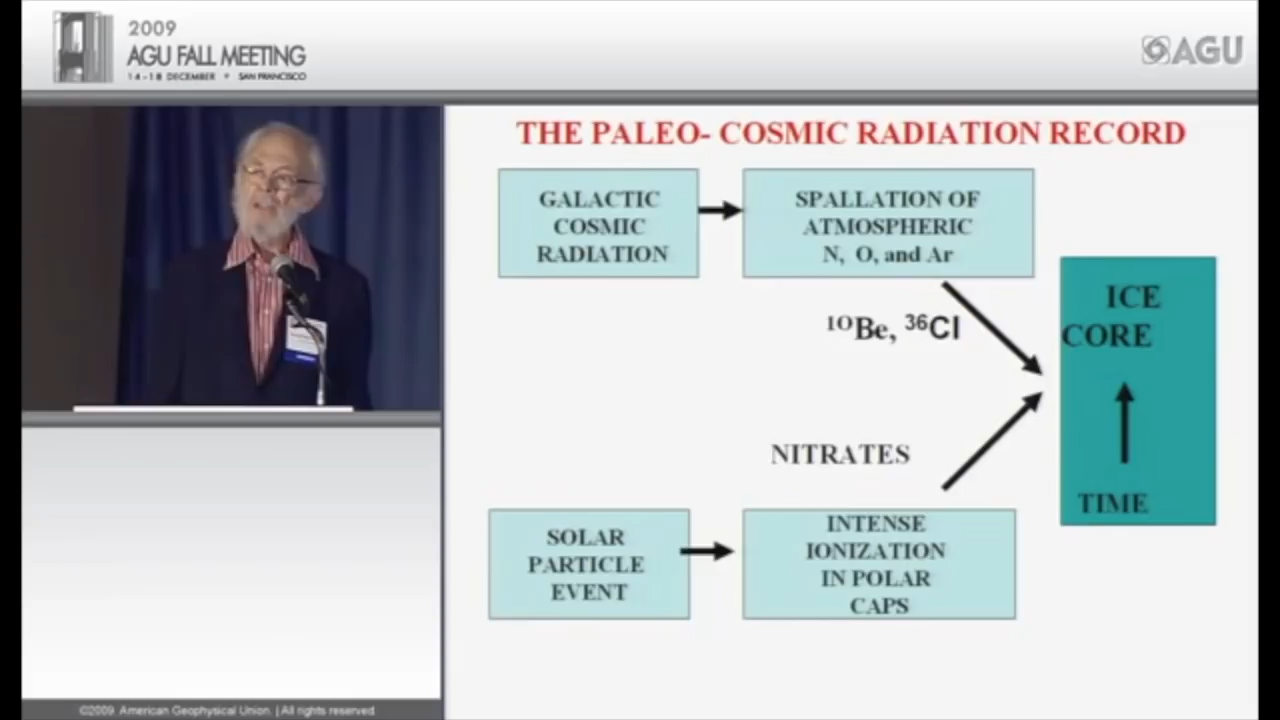 2009
AGU FALL MEETING
14-18 DECEMBER • SAN FRANCISCO
AGU
THE PALEO- COSMIC RADIATION RECORD
GALACTIC
COSMIC
RADIATION
SPALLATION OF
ATMOSPHERIC
N, O, and Ar
¹⁰Be, ³⁶Cl
ICE
CORE
TIME
NITRATES
SOLAR
PARTICLE
EVENT
INTENSE
IONIZATION
IN POLAR
CAPS
©2009 American Geophysical Union. | All rights reserved